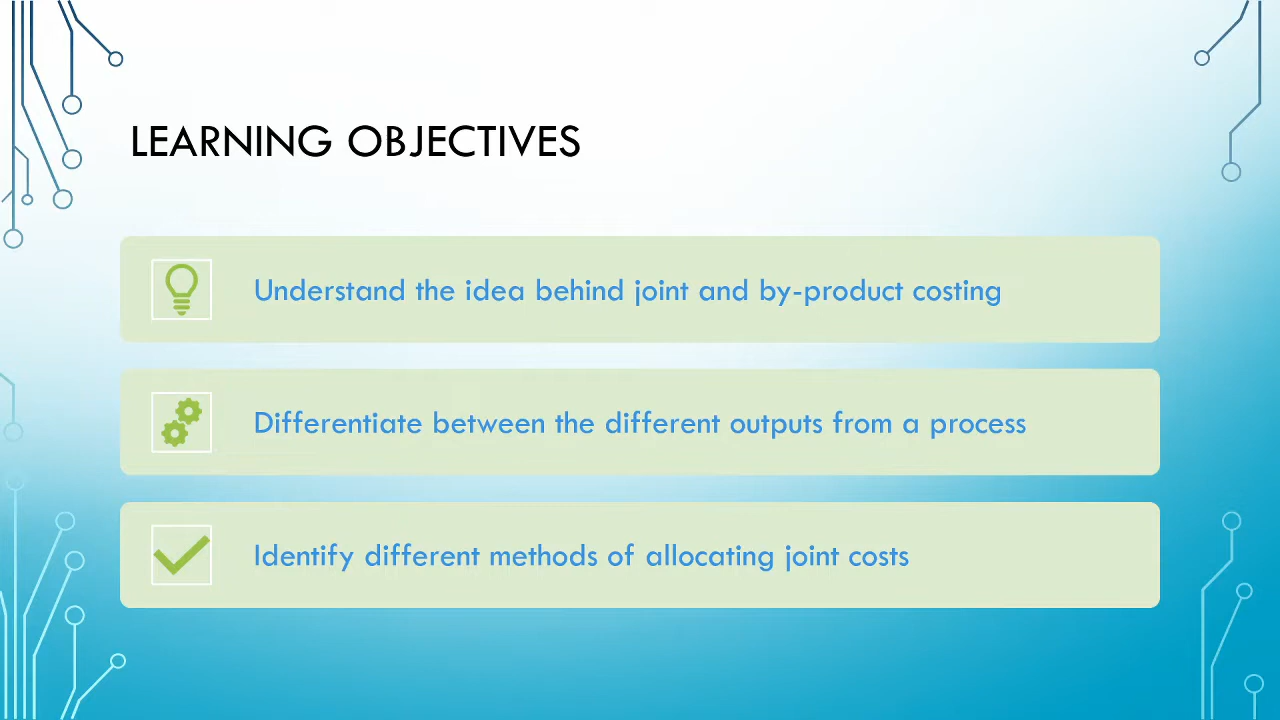 LEARNING OBJECTIVES
Understand the idea behind joint and by-product costing
Differentiate between the different outputs from a process
Identify different methods of allocating joint costs